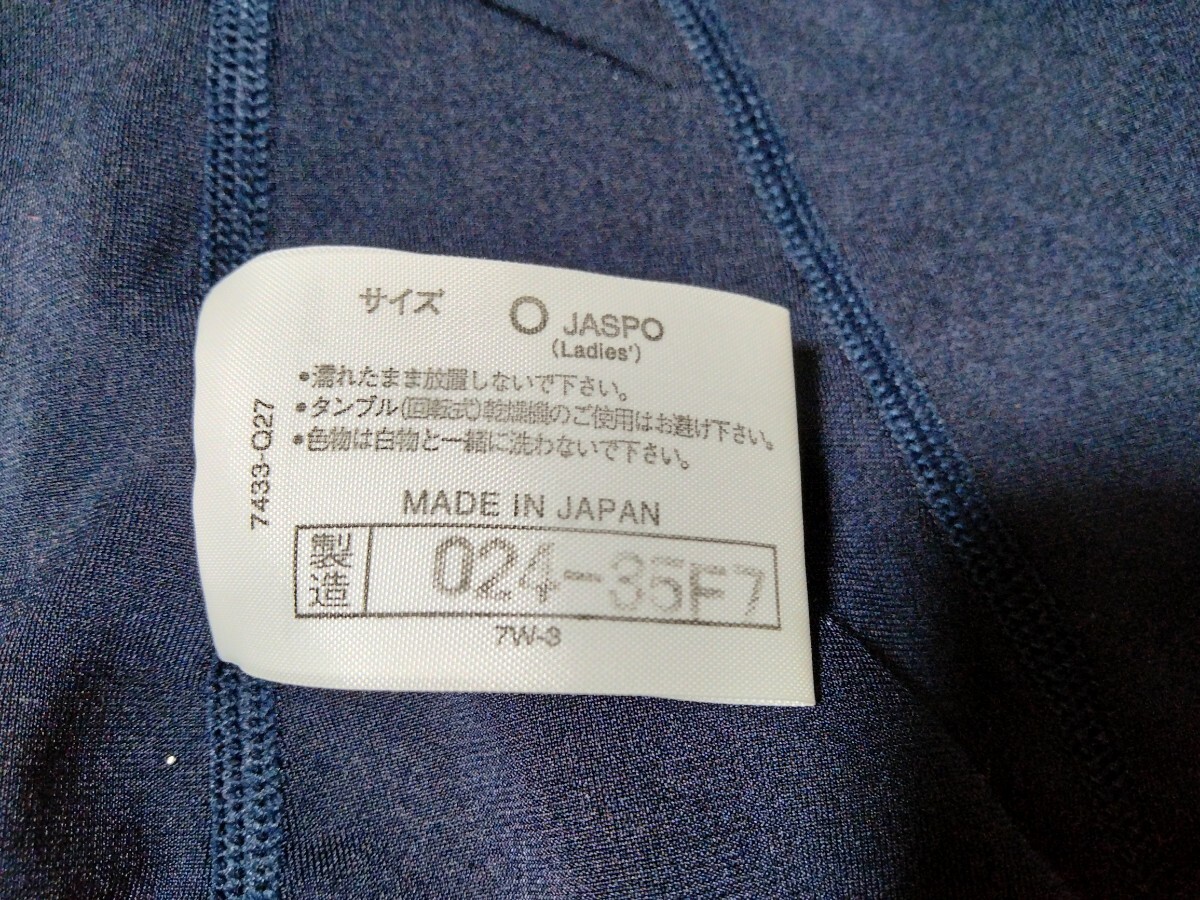 サイズ O JASPO
(Ladies')
•濡れたまま放置しないで下さい。
•タンブル(回転式)乾燥機のご使用はお避け下さい。
•色物は白物と一緒に洗わないで下さい。
7433-Q27
MADE IN JAPAN
製造 024-35F7
7W-3